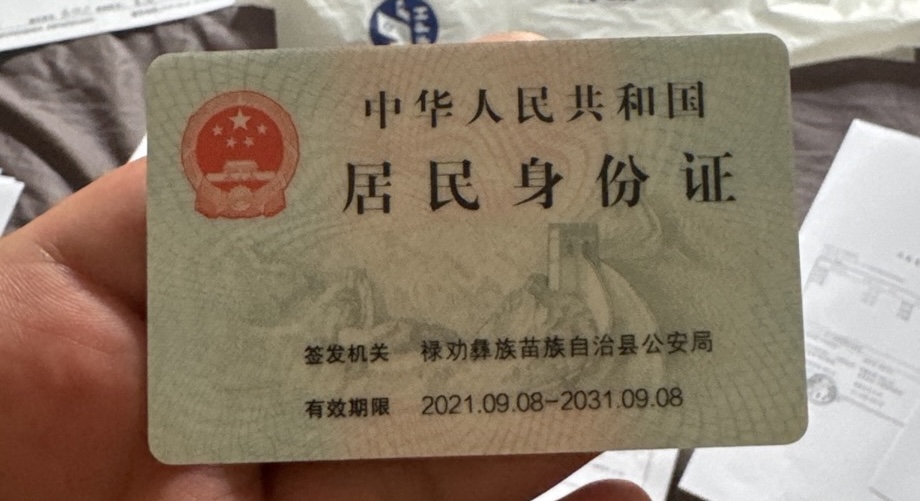 中华人民共和国
居民身份证
签发机关 禄劝彝族苗族自治县公安局
有效期限 2021.09.08-2031.09.08